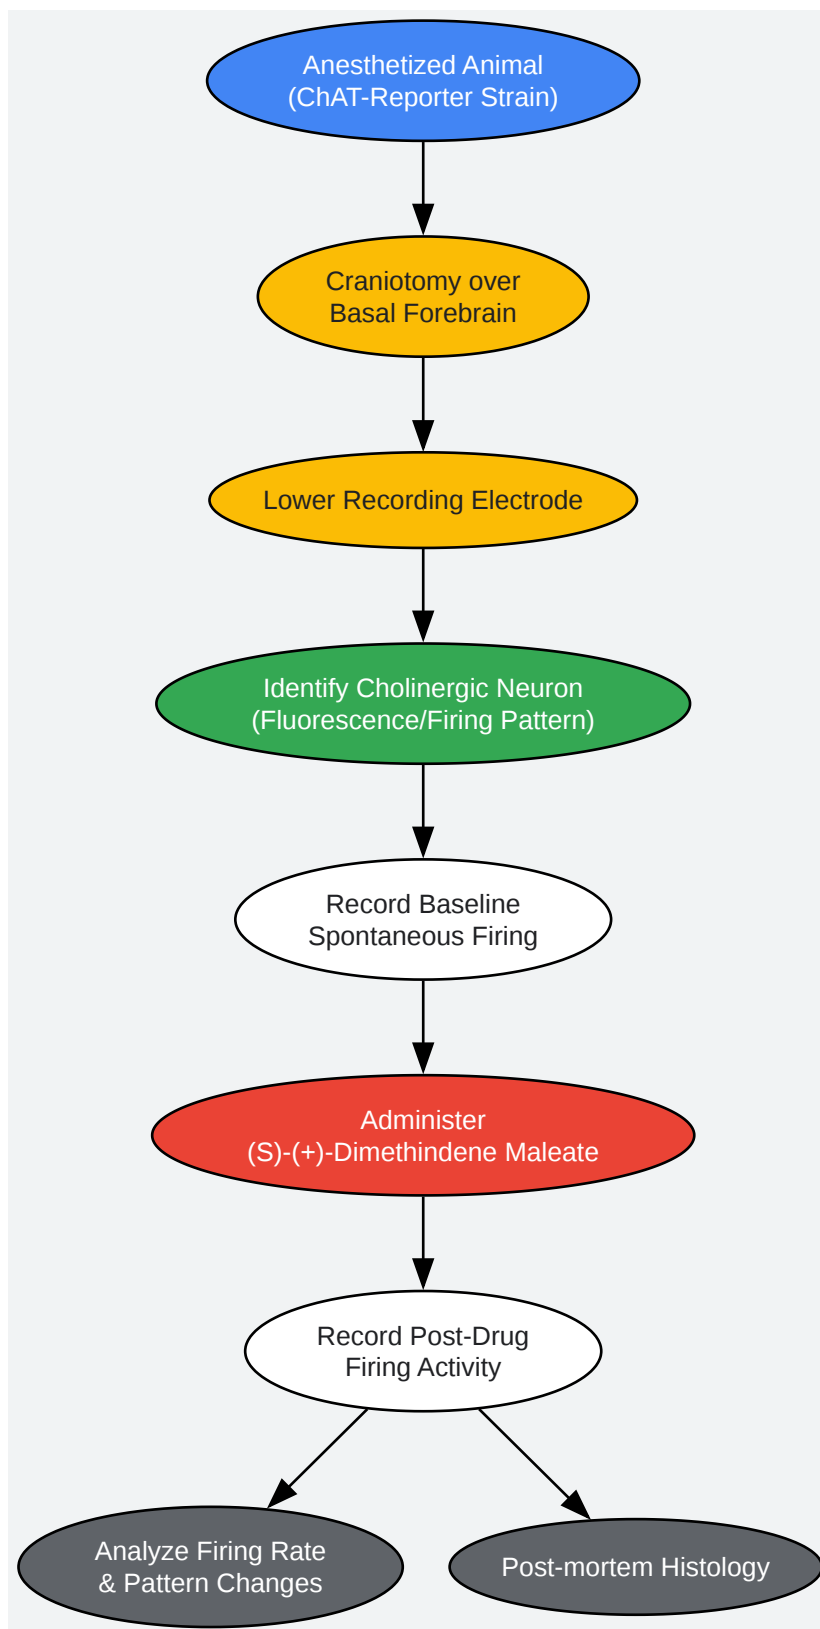 Anesthetized Animal
(ChAT-Reporter Strain)
Craniotomy over
Basal Forebrain
Lower Recording Electrode
Identify Cholinergic Neuron
(Fluorescence/Firing Pattern)
Record Baseline
Spontaneous Firing
Administer
(S)-(+)-Dimethindene Maleate
Record Post-Drug
Firing Activity
Analyze Firing Rate
& Pattern Changes
Post-mortem Histology